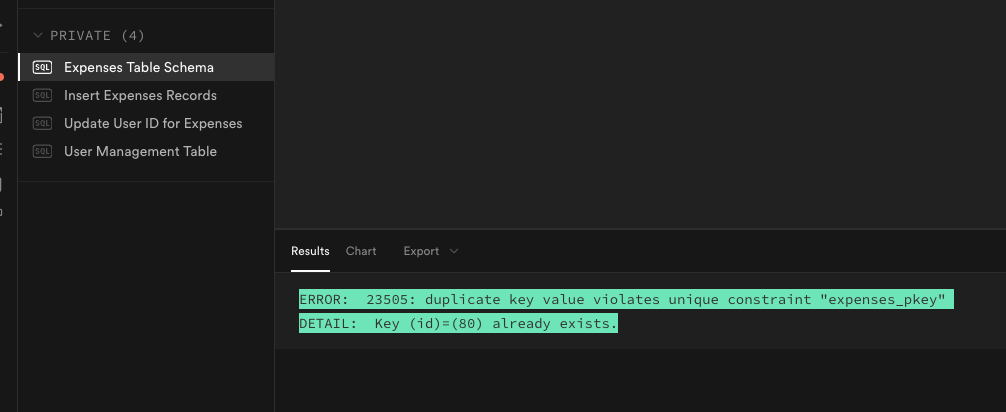 PRIVATE (4)
SQL Expenses Table Schema
SQL Insert Expenses Records
SQL Update User ID for Expenses
SQL User Management Table
Results Chart Export
ERROR:  23505: duplicate key value violates unique constraint "expenses_pkey"
DETAIL:  Key (id)=(80) already exists.